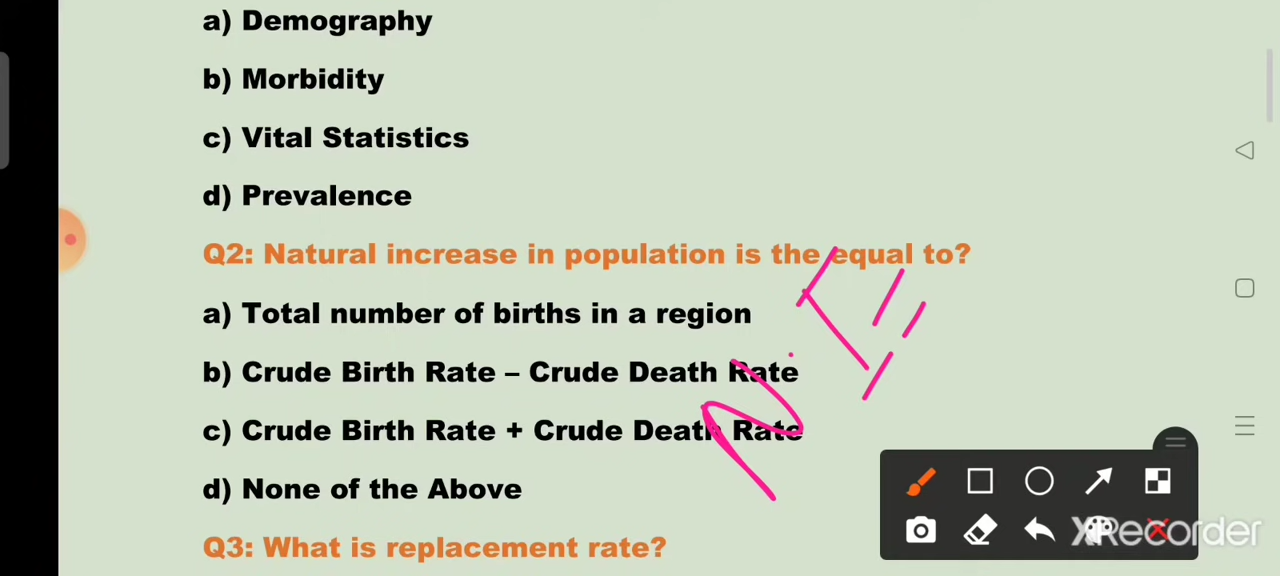 a) Demography
b) Morbidity
c) Vital Statistics
d) Prevalence
Q2: Natural increase in population is the equal to?
a) Total number of births in a region
b) Crude Birth Rate – Crude Death Rate
c) Crude Birth Rate + Crude Death Rate
d) None of the Above
Q3: What is replacement rate?
N.I=
XRecorder